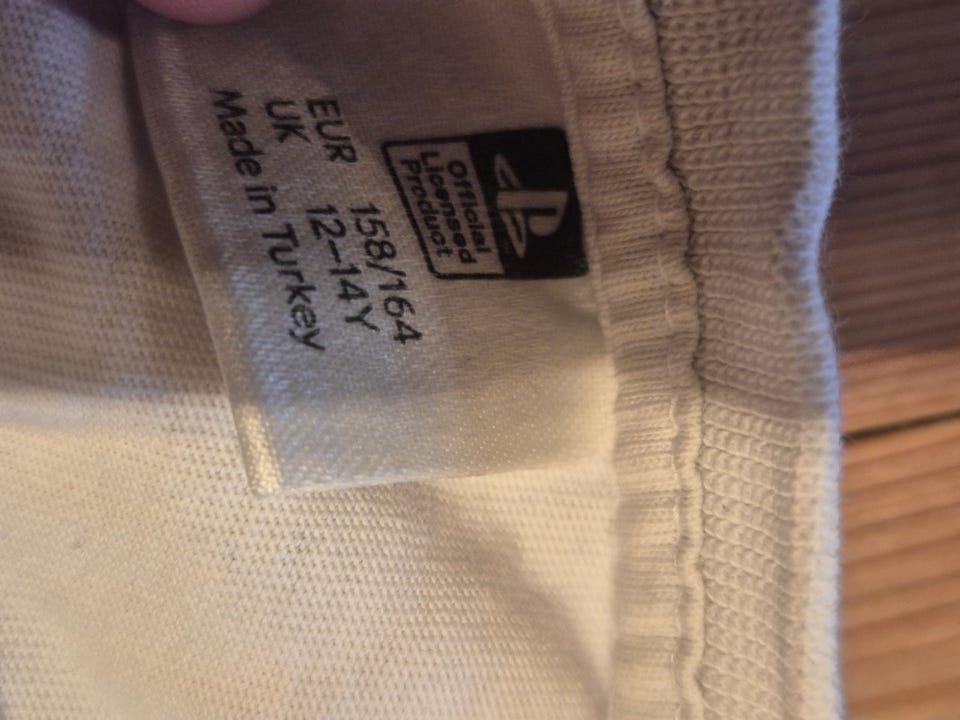 Official
Licensed
Product
EUR 158/164
UK 12-14Y
Made in Turkey